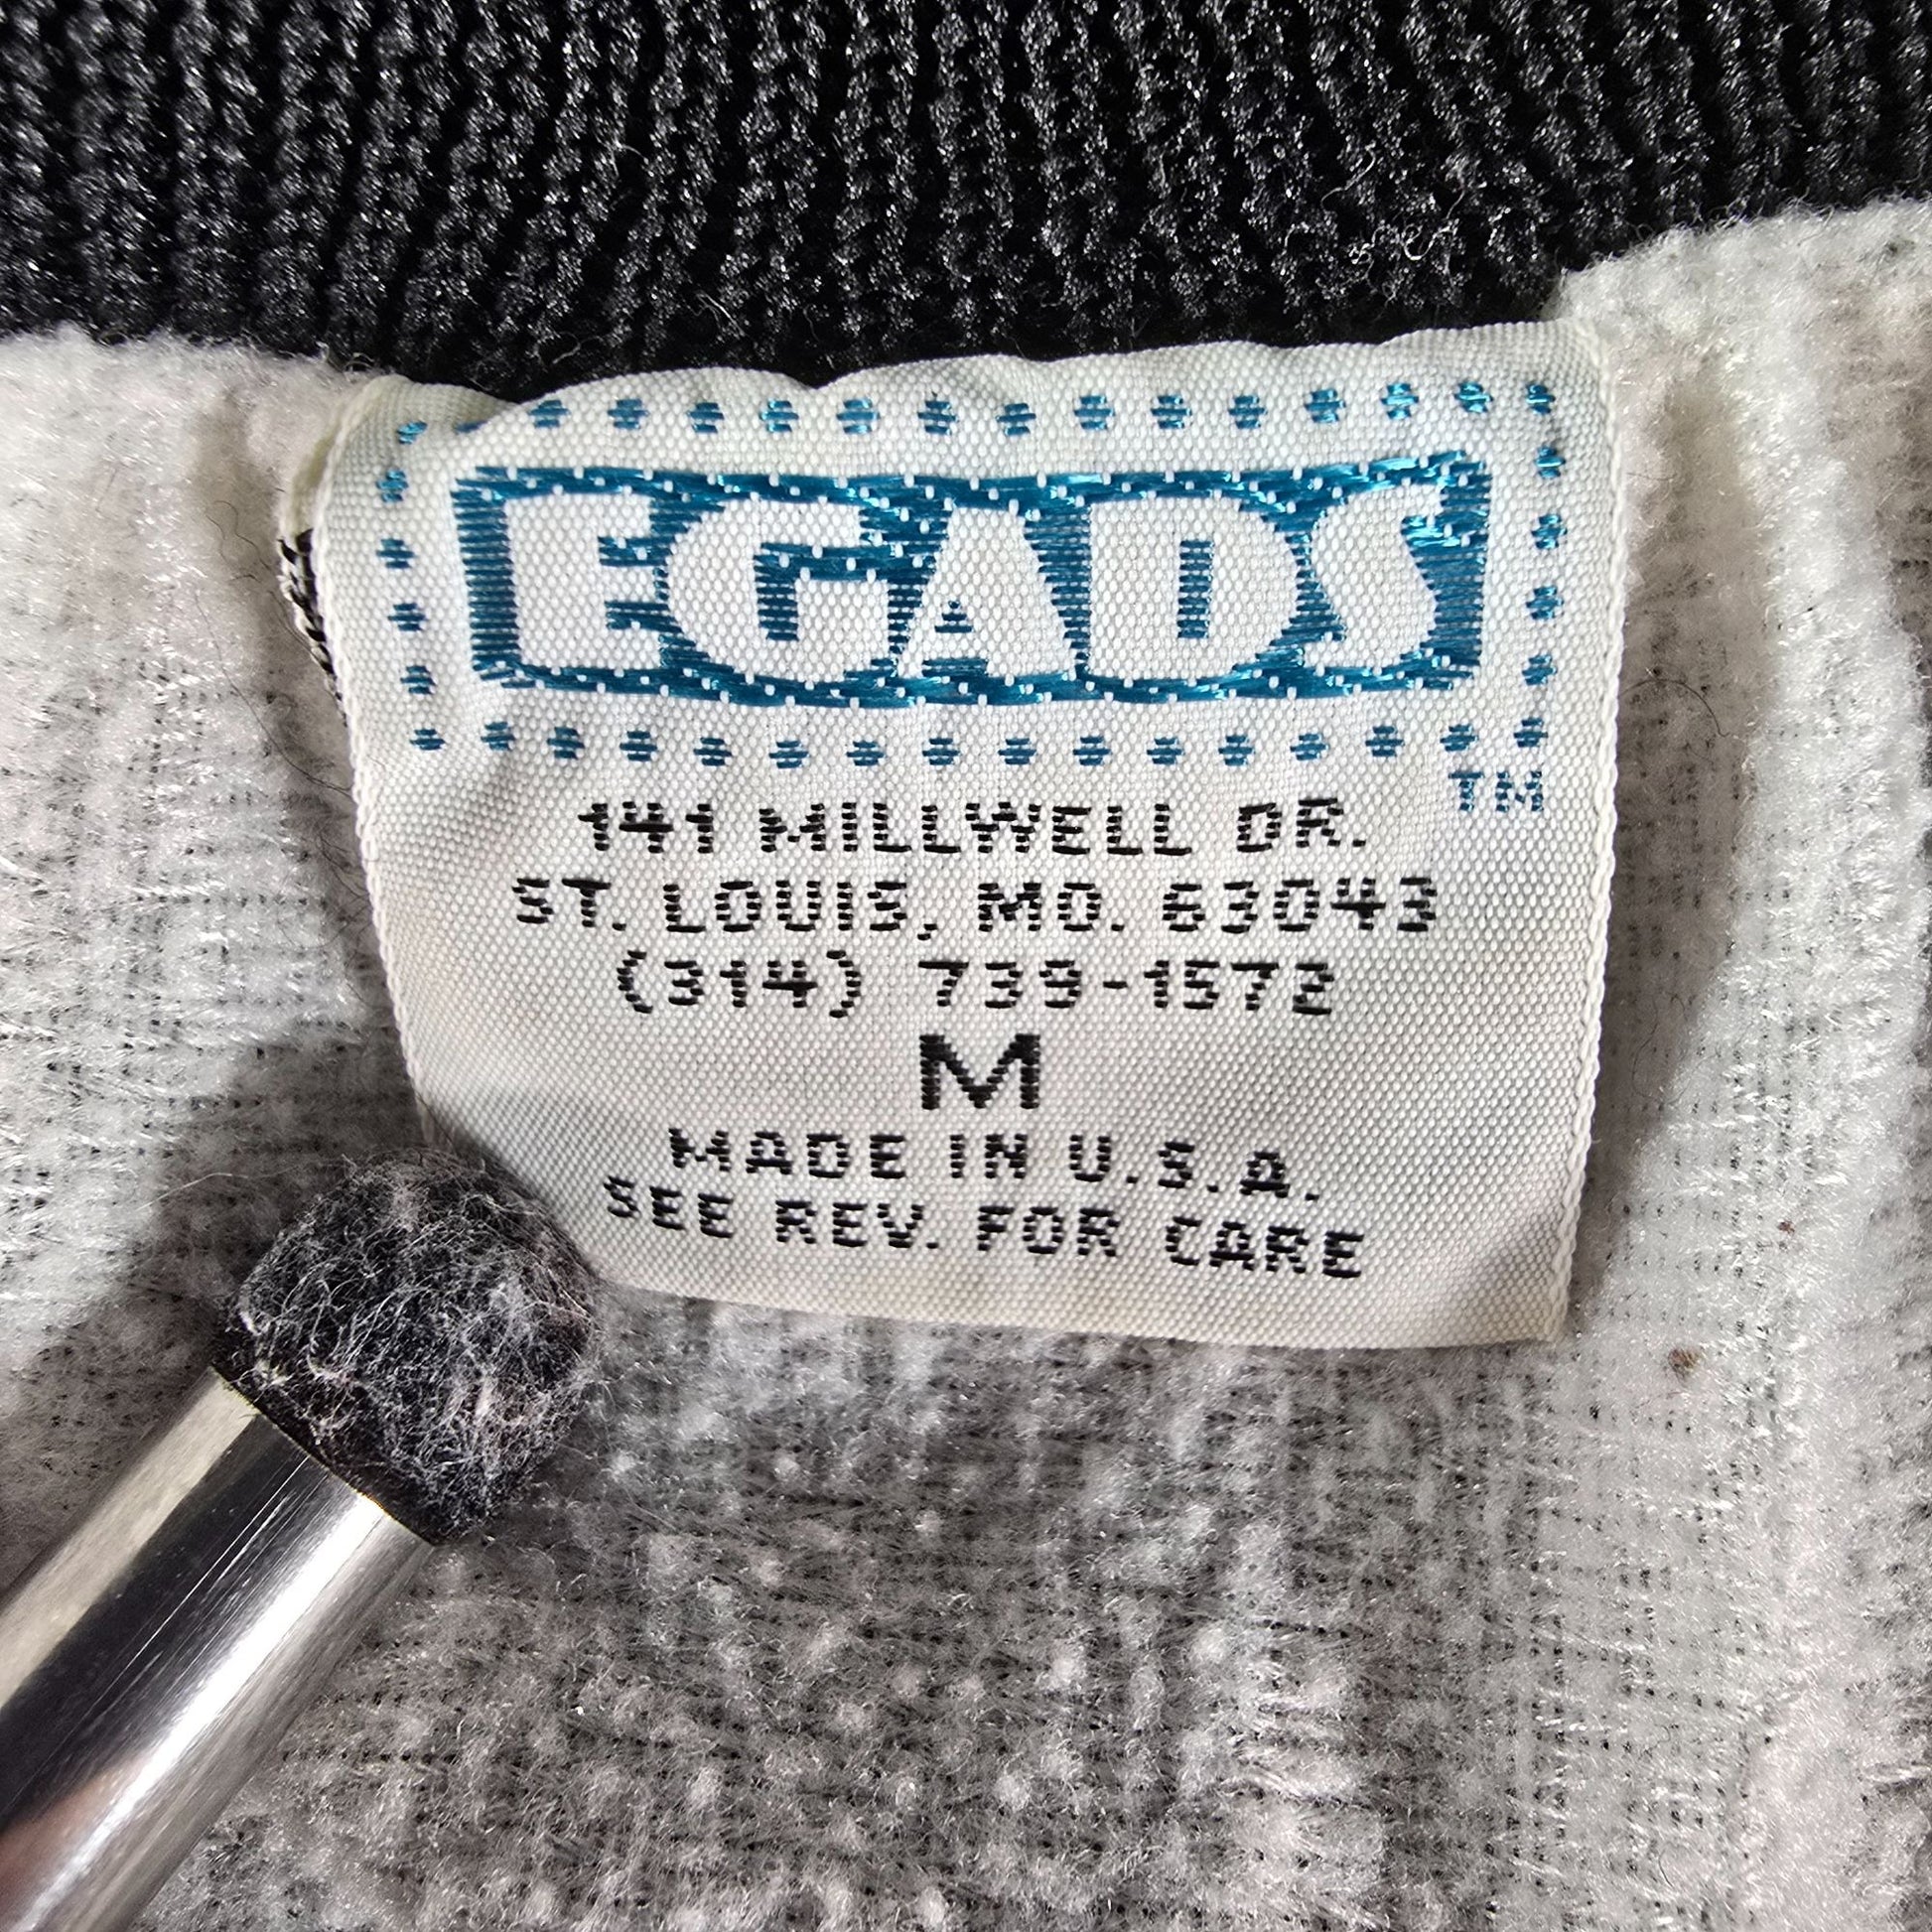 EGADS
TM
141 MILLWELL DR.
ST. LOUIS, MO. 63043
(314) 739-1572
M
MADE IN U.S.A.
SEE REV. FOR CARE